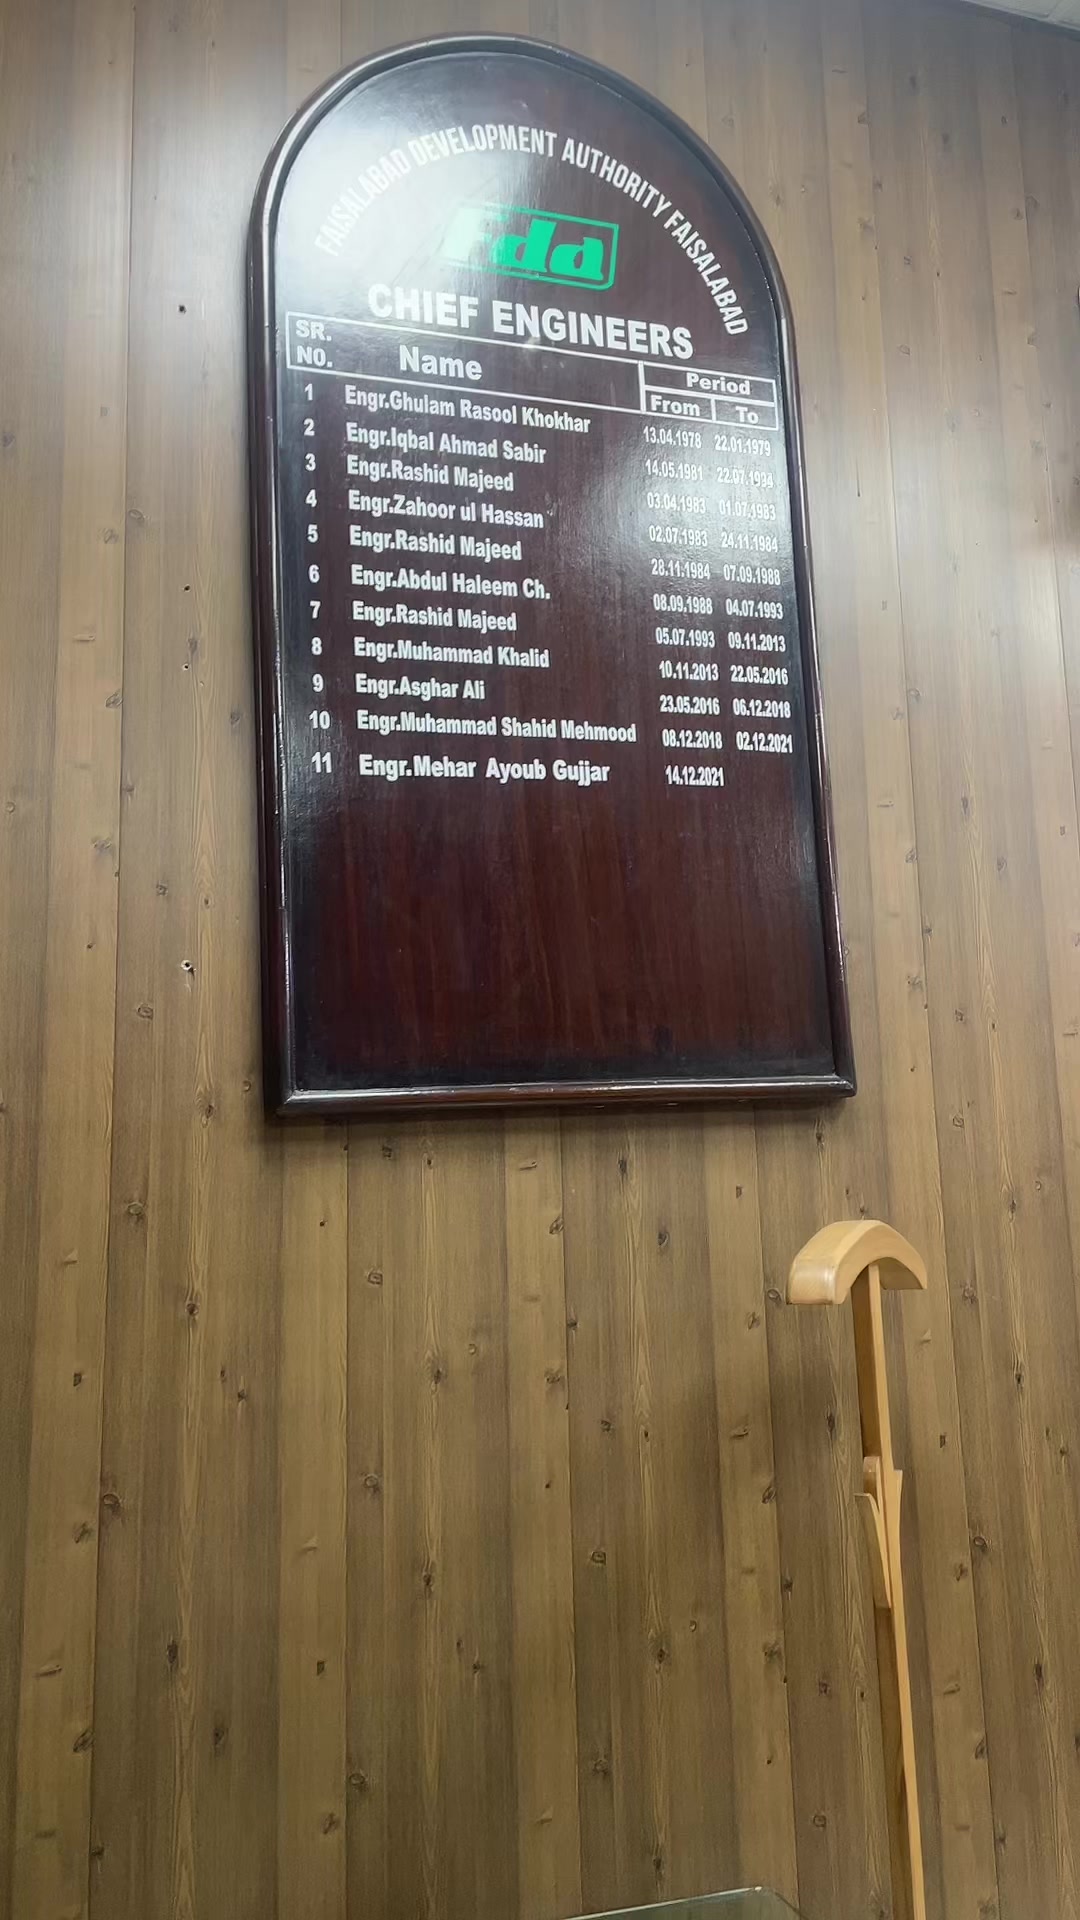 FAISALABAD DEVELOPMENT AUTHORITY FAISALABAD
fda
CHIEF ENGINEERS
SR. NO. Name Period From To
1 Engr.Ghulam Rasool Khokhar 13.04.1978 22.01.1979
2 Engr.Iqbal Ahmad Sabir 14.05.1981 22.07.1994
3 Engr.Rashid Majeed 03.04.1983 01.07.1983
4 Engr.Zahoor ul Hassan 02.07.1983 24.11.1984
5 Engr.Rashid Majeed 28.11.1984 07.09.1988
6 Engr.Abdul Haleem Ch. 08.09.1988 04.07.1993
7 Engr.Rashid Majeed 05.07.1993 09.11.2013
8 Engr.Muhammad Khalid 10.11.2013 22.05.2016
9 Engr.Asghar Ali 23.05.2016 06.12.2018
10 Engr.Muhammad Shahid Mehmood 08.12.2018 02.12.2021
11 Engr.Mehar Ayoub Gujjar 14.12.2021